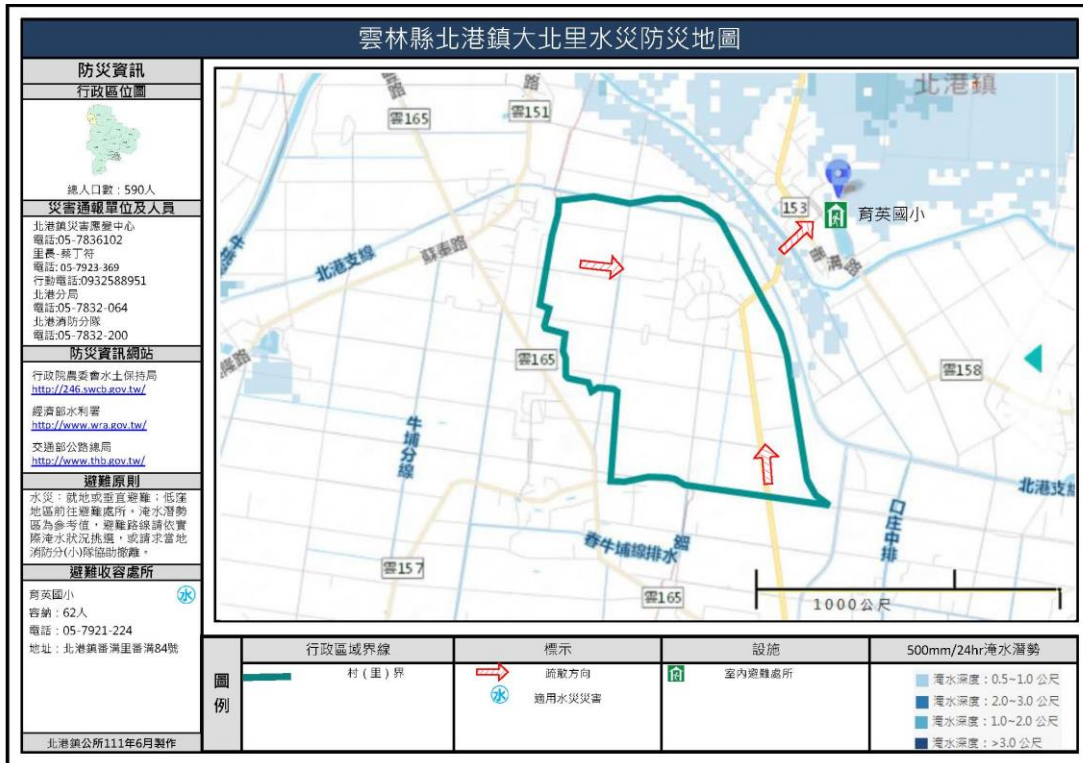 雲林縣北港鎮大北里水災防災地圖
防災資訊
行政區位圖
總人口數：590人
災害通報單位及人員
北港鎮災害應變中心
電話:05-7836102
里長-蔡丁符
電話: 05-7923-369
行動電話:0932588951
北港分局
電話:05-7832-064
北港消防分隊
電話:05-7832-200
防災資訊網站
行政院農委會水土保持局
http://246.swcb.gov.tw/
經濟部水利署
http://www.wra.gov.tw/
交通部公路總局
http://www.thb.gov.tw/
避難原則
水災：就地或垂直避難；低窪
地區前往避難處所，淹水潛勢
區為參考值，避難路線請依實
際淹水狀況挑選，或請求當地
消防分(小)隊協助撤離。
避難收容處所
育英國小
水
容納：62人
電話：05-7921-224
地址：北港鎮番溝里番溝84號
北港鎮公所111年6月製作
北港鎮
雲165
雲151
路
路
153
育英國小
番溝路
北港支線
蘇秦路
雲165
路
雲158
牛埔分線
北港支線
口庄中排
春牛埔線排水
雲157
雲165
1000公尺
圖例
行政區域界線
村（里）界
標示
疏散方向
水
適用水災災害
設施
室內避難處所
500mm/24hr淹水潛勢
淹水深度：0.5~1.0 公尺
淹水深度：2.0~3.0 公尺
淹水深度：1.0~2.0 公尺
淹水深度：>3.0 公尺